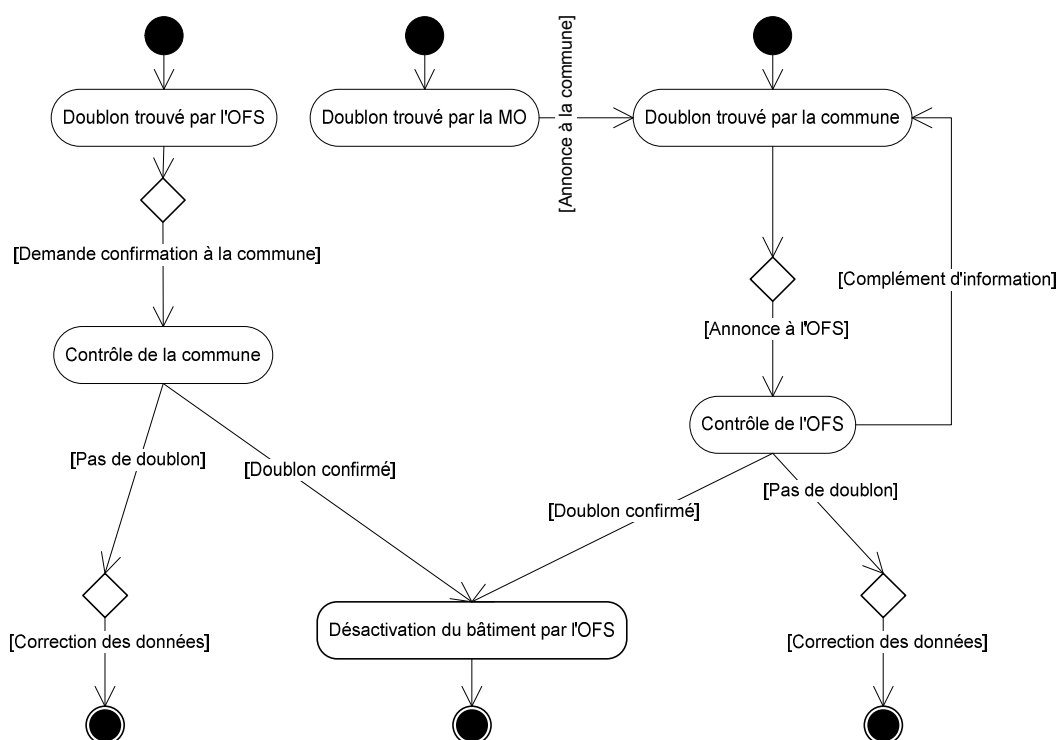 Doublon trouvé par l'OFS
Doublon trouvé par la MO
[Annonce à la commune]
Doublon trouvé par la commune
[Demande confirmation à la commune]
[Complément d'information]
[Annonce à l'OFS]
Contrôle de la commune
Contrôle de l'OFS
[Pas de doublon]
[Doublon confirmé]
[Doublon confirmé]
[Pas de doublon]
[Correction des données]
Désactivation du bâtiment par l'OFS
[Correction des données]